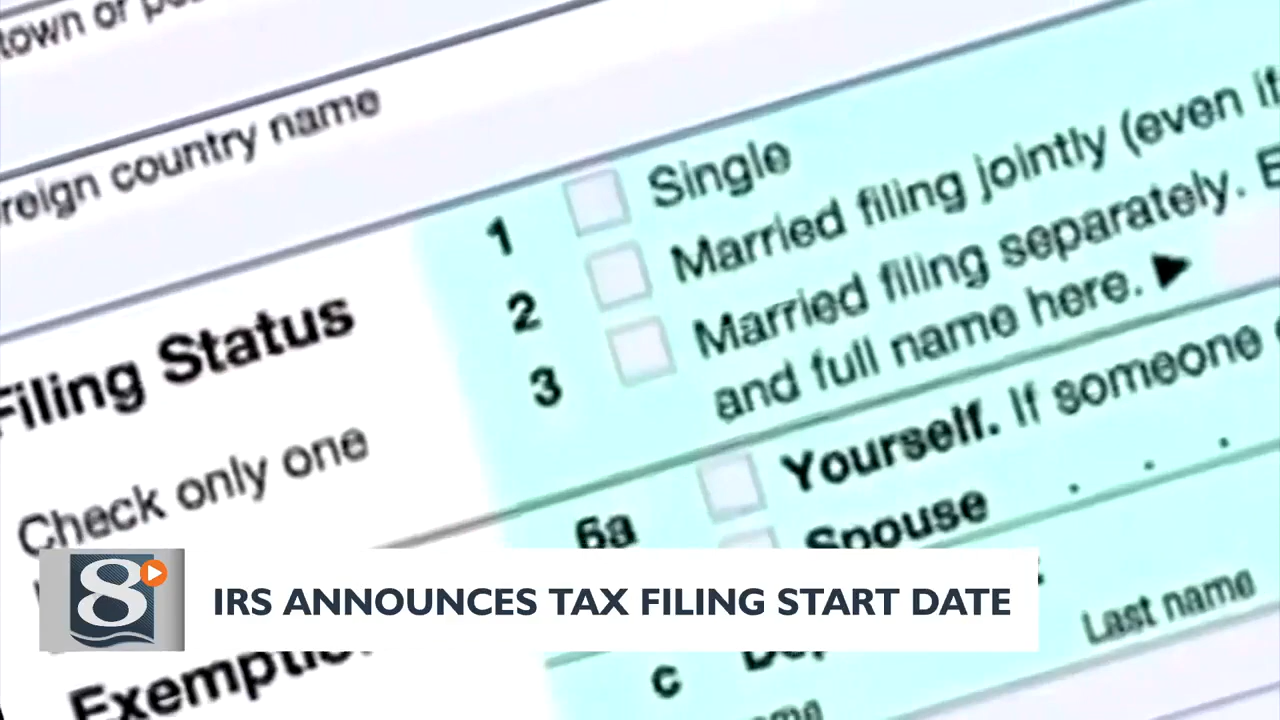 town or
foreign country name
Filing Status
Check only one
1 Single
2 Married filing jointly (even if
3 Married filing separately.
and full name here. ►
6a Yourself. If someone
Spouse
8 IRS ANNOUNCES TAX FILING START DATE
c
Last name